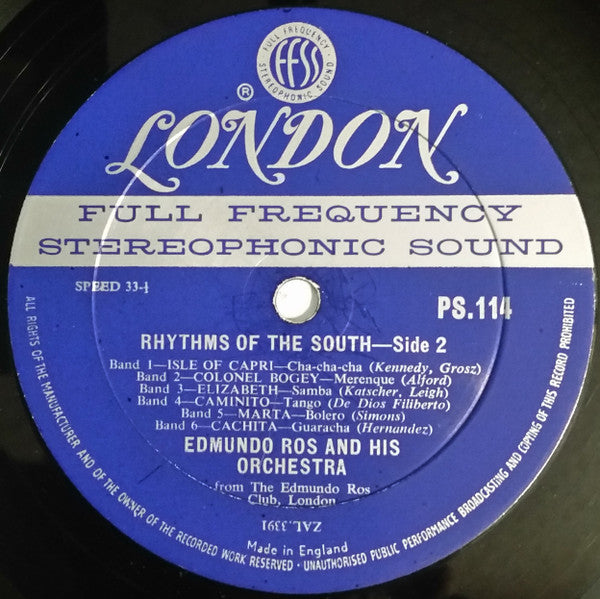 FULL FREQUENCY
FFSS
STEREOPHONIC SOUND
®
LONDON
FULL FREQUENCY
STEREOPHONIC SOUND
SPEED 33-⅓
PS.114
RHYTHMS OF THE SOUTH—Side 2
Band 1—ISLE OF CAPRI—Cha-cha-cha (Kennedy, Grosz)
Band 2—COLONEL BOGEY—Merenque (Alford)
Band 3—ELIZABETH—Samba (Katscher, Leigh)
Band 4—CAMINITO—Tango (De Dios Filiberto)
Band 5—MARTA—Bolero (Simons)
Band 6—CACHITA—Guaracha (Hernandez)
EDMUNDO ROS AND HIS
ORCHESTRA
from The Edmundo Ros
Club, London
ZAL.3391
Made in England
ALL RIGHTS OF THE MANUFACTURER AND OF THE OWNER OF THE RECORDED WORK RESERVED · UNAUTHORISED PUBLIC PERFORMANCE BROADCASTING AND COPYING OF THIS RECORD PROHIBITED